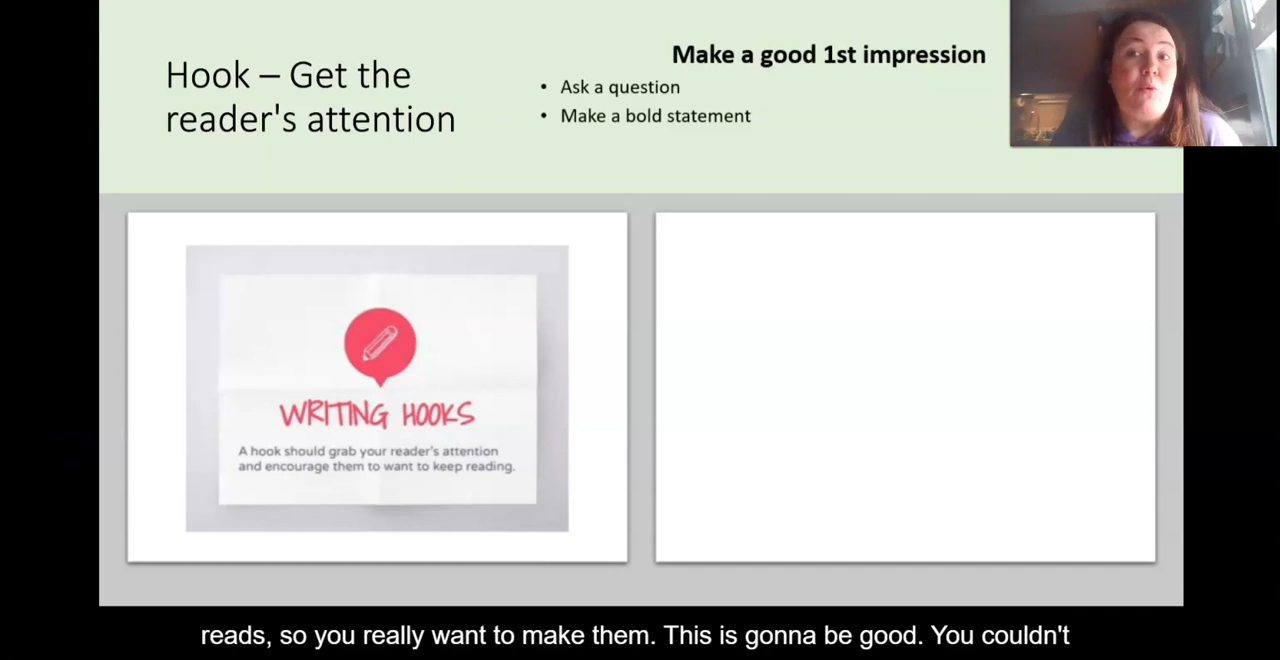 Hook – Get the
reader's attention
Make a good 1st impression
• Ask a question
• Make a bold statement
WRITING HOOKS
A hook should grab your reader's attention
and encourage them to want to keep reading.
reads, so you really want to make them. This is gonna be good. You couldn't